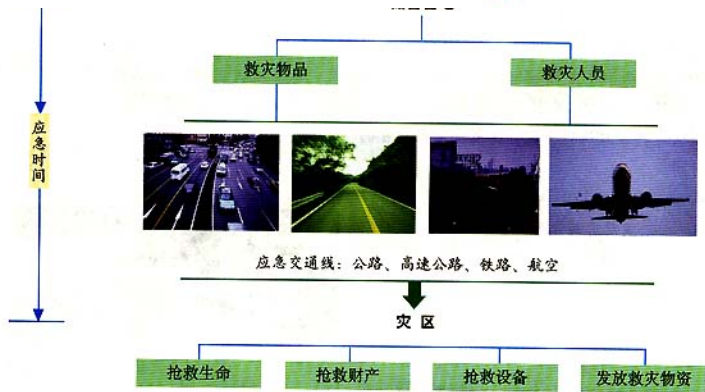 救灾物品
救灾人员
应急时间
应急交通线：公路、高速公路、铁路、航空
灾区
抢救生命
抢救财产
抢救设备
发放救灾物资